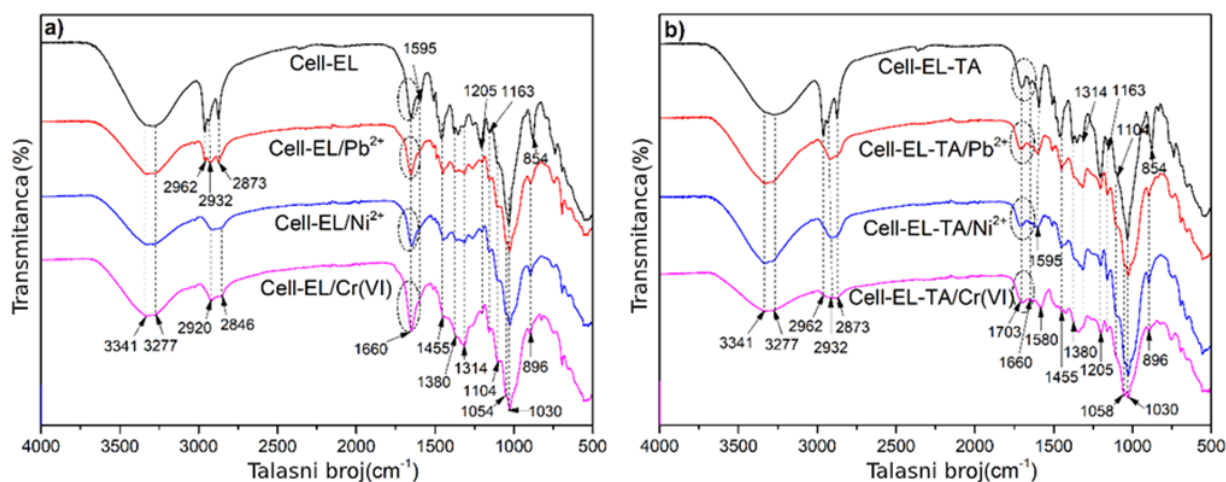 a)
Cell-EL
1595
1205
1163
Cell-EL/Pb²⁺
854
2962
2873
2932
Cell-EL/Ni²⁺
Cell-EL/Cr(VI)
2920
2846
3341
3277
1660
1455
1380
1314
1104
1054
896
1030
4000 3500 3000 2500 2000 1500 1000 500
Talasni broj(cm⁻¹)
Transmitanca (%)
b)
Cell-EL-TA
1314
1163
1104
Cell-EL-TA/Pb²⁺
854
Cell-EL-TA/Ni²⁺
1595
Cell-EL-TA/Cr(VI)
2962
2873
2932
3341
3277
1703
1660
1580
1455
1380
1205
896
1058
1030
4000 3500 3000 2500 2000 1500 1000 500
Talasni broj(cm⁻¹)
Transmitanca (%)